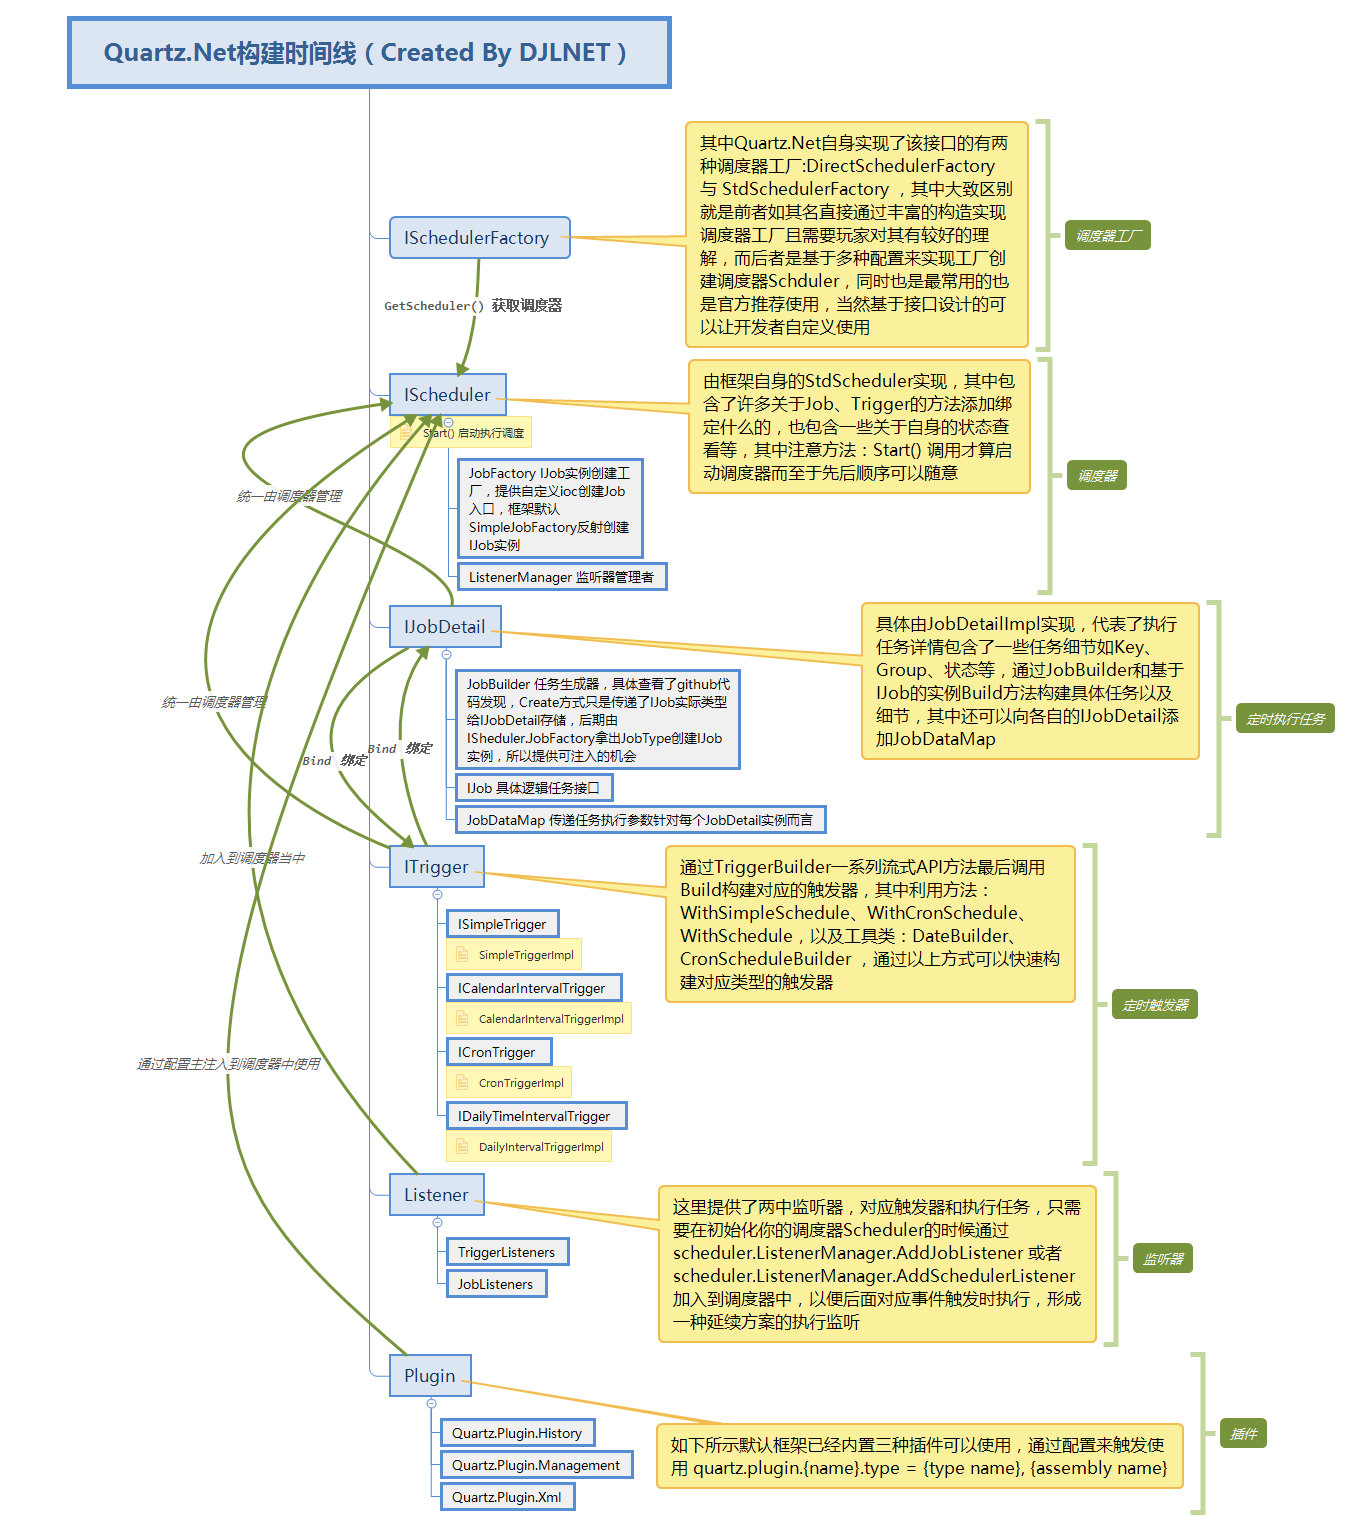 Quartz.Net构建时间线（Created By DJLNET）
其中Quartz.Net自身实现了该接口的有两
种调度器工厂:DirectSchedulerFactory
与 StdSchedulerFactory ，其中大致区别
就是前者如其名直接通过丰富的构造实现
调度器工厂且需要玩家对其有较好的理
解，而后者是基于多种配置来实现工厂创
建调度器Schduler，同时也是最常用的也
是官方推荐使用，当然基于接口设计的可
以让开发者自定义使用
ISchedulerFactory
调度器工厂
GetScheduler() 获取调度器
IScheduler
Start() 启动执行调度
由框架自身的StdScheduler实现，其中包
含了许多关于Job、Trigger的方法添加绑
定什么的，也包含一些关于自身的状态查
看等，其中注意方法：Start() 调用才算启
动调度器而至于先后顺序可以随意
调度器
JobFactory IJob实例创建工
厂，提供自定义ioc创建Job
入口，框架默认
SimpleJobFactory反射创建
IJob实例
ListenerManager 监听器管理者
统一由调度器管理
IJobDetail
具体由JobDetailImpl实现，代表了执行
任务详情包含了一些任务细节如Key、
Group、状态等，通过JobBuilder和基于
IJob的实例Build方法构建具体任务以及
细节，其中还可以向各自的IJobDetail添
加JobDataMap
定时执行任务
JobBuilder 任务生成器，具体查看了github代
码发现，Create方式只是传递了IJob实际类型
给IJobDetail存储，后期由
ISheduler.JobFactory拿出JobType创建IJob
实例，所以提供可注入的机会
IJob 具体逻辑任务接口
JobDataMap 传递任务执行参数针对每个JobDetail实例而言
统一由调度器管理
Bind 绑定
Bind 绑定
ITrigger
通过TriggerBuilder一系列流式API方法最后调用
Build构建对应的触发器，其中利用方法：
WithSimpleSchedule、WithCronSchedule、
WithSchedule，以及工具类：DateBuilder、
CronScheduleBuilder ，通过以上方式可以快速构
建对应类型的触发器
定时触发器
ISimpleTrigger
SimpleTriggerImpl
ICalendarIntervalTrigger
CalendarIntervalTriggerImpl
ICronTrigger
CronTriggerImpl
IDailyTimeIntervalTrigger
DailyIntervalTriggerImpl
加入到调度器当中
通过配置主注入到调度器中使用
Listener
这里提供了两中监听器，对应触发器和执行任务，只需
要在初始化你的调度器Scheduler的时候通过
scheduler.ListenerManager.AddJobListener 或者
scheduler.ListenerManager.AddSchedulerListener
加入到调度器中，以便后面对应事件触发时执行，形成
一种延续方案的执行监听
监听器
TriggerListeners
JobListeners
Plugin
如下所示默认框架已经内置三种插件可以使用，通过配置来触发使
用 quartz.plugin.{name}.type = {type name}, {assembly name}
插件
Quartz.Plugin.History
Quartz.Plugin.Management
Quartz.Plugin.Xml